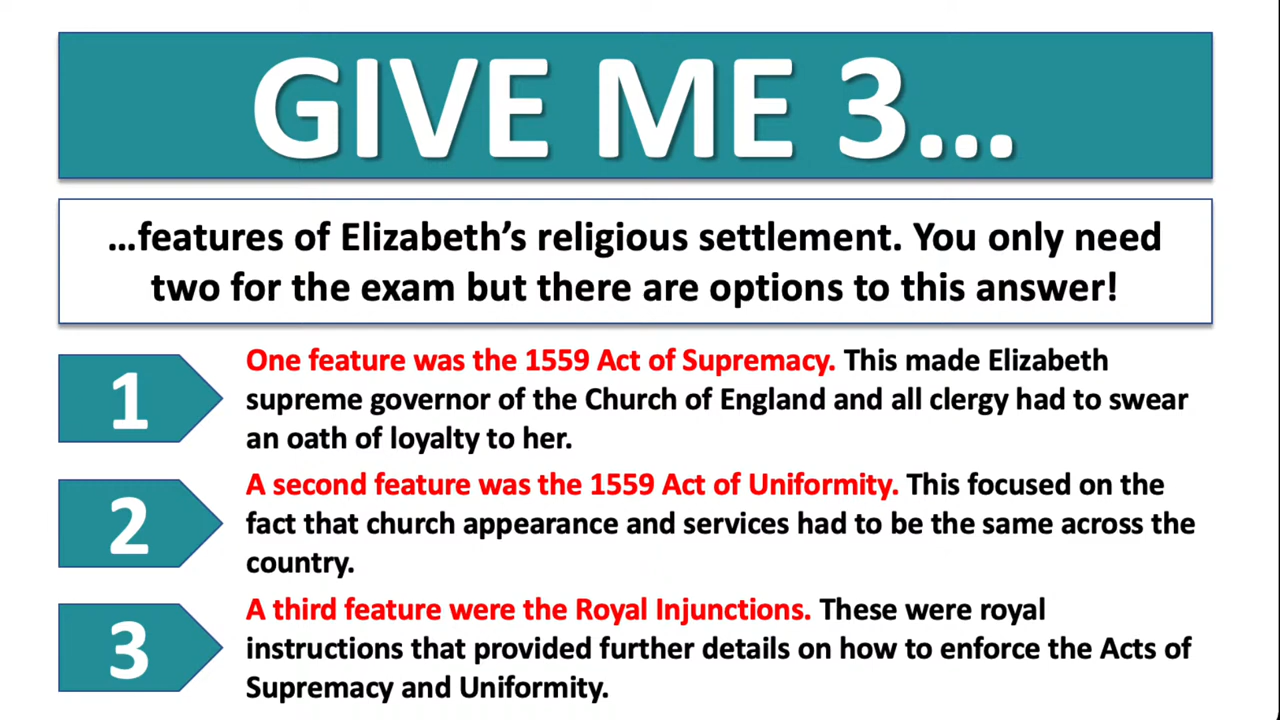 GIVE ME 3…
…features of Elizabeth’s religious settlement. You only need
two for the exam but there are options to this answer!
1
One feature was the 1559 Act of Supremacy. This made Elizabeth
supreme governor of the Church of England and all clergy had to swear
an oath of loyalty to her.
2
A second feature was the 1559 Act of Uniformity. This focused on the
fact that church appearance and services had to be the same across the
country.
3
A third feature were the Royal Injunctions. These were royal
instructions that provided further details on how to enforce the Acts of
Supremacy and Uniformity.